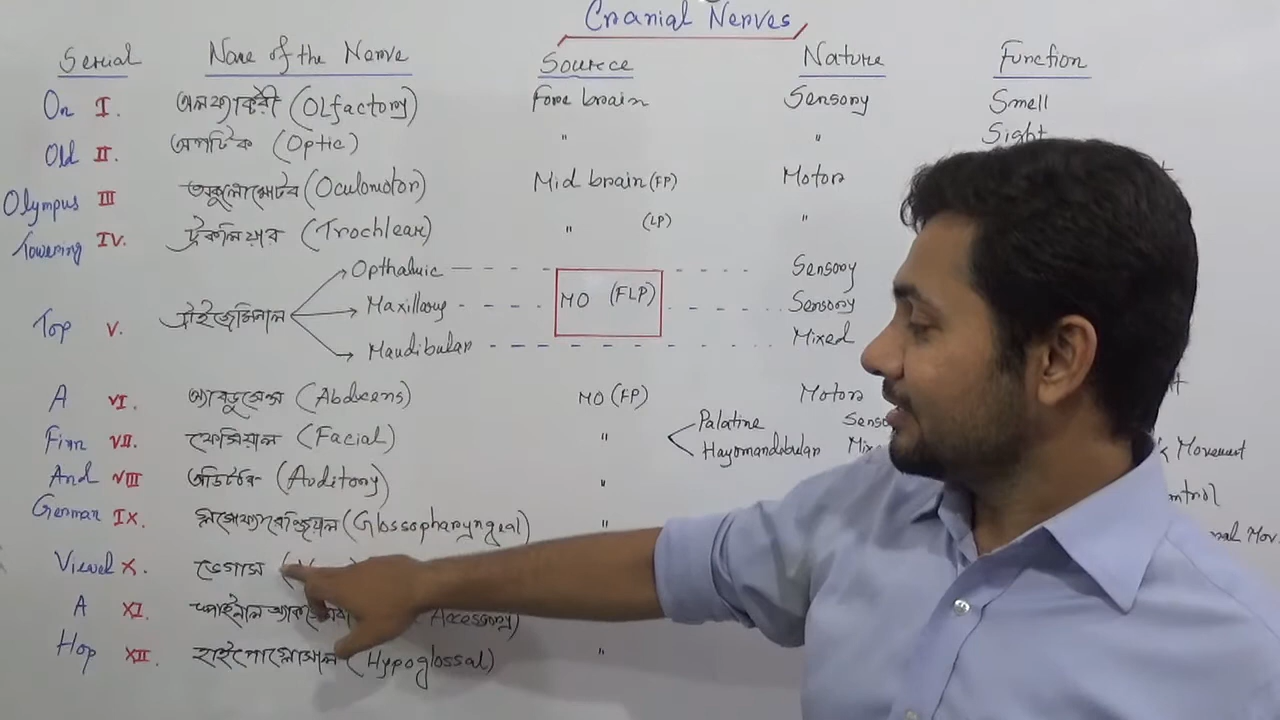 Cranial Nerves
Serial Name of the Nerve Source Nature Function
On I. অলফ্যাক্টরী (Olfactory) Fore brain Sensory Smell
Old II. অপটিক (Optic) " " Sight
Olympus III অকুলোমোটর (Oculomotor) Mid brain (FP) Motor
Towering IV. ট্রকলিয়ার (Trochlear) " (LP) "
Opthalmic Sensory
Maxillary MO (FLP) Sensory
Top V. ট্রাইজেমিনাল
Mandibular Mixed
A VI. অ্যাবডুসেন্স (Abducens) MO (FP) Motor
Palatine
Finn VII. ফেসিয়াল (Facial) " Hayomandibular Movement
And VIII অডিটরি (Auditory) "
German IX. গ্লসোফ্যারেঞ্জিয়াল (Glossopharyngeal) "
Viewed X. ভেগাস
A XI. Accessory)
Hop XII. হাইপোগ্লোসাল (Hypoglossal) "